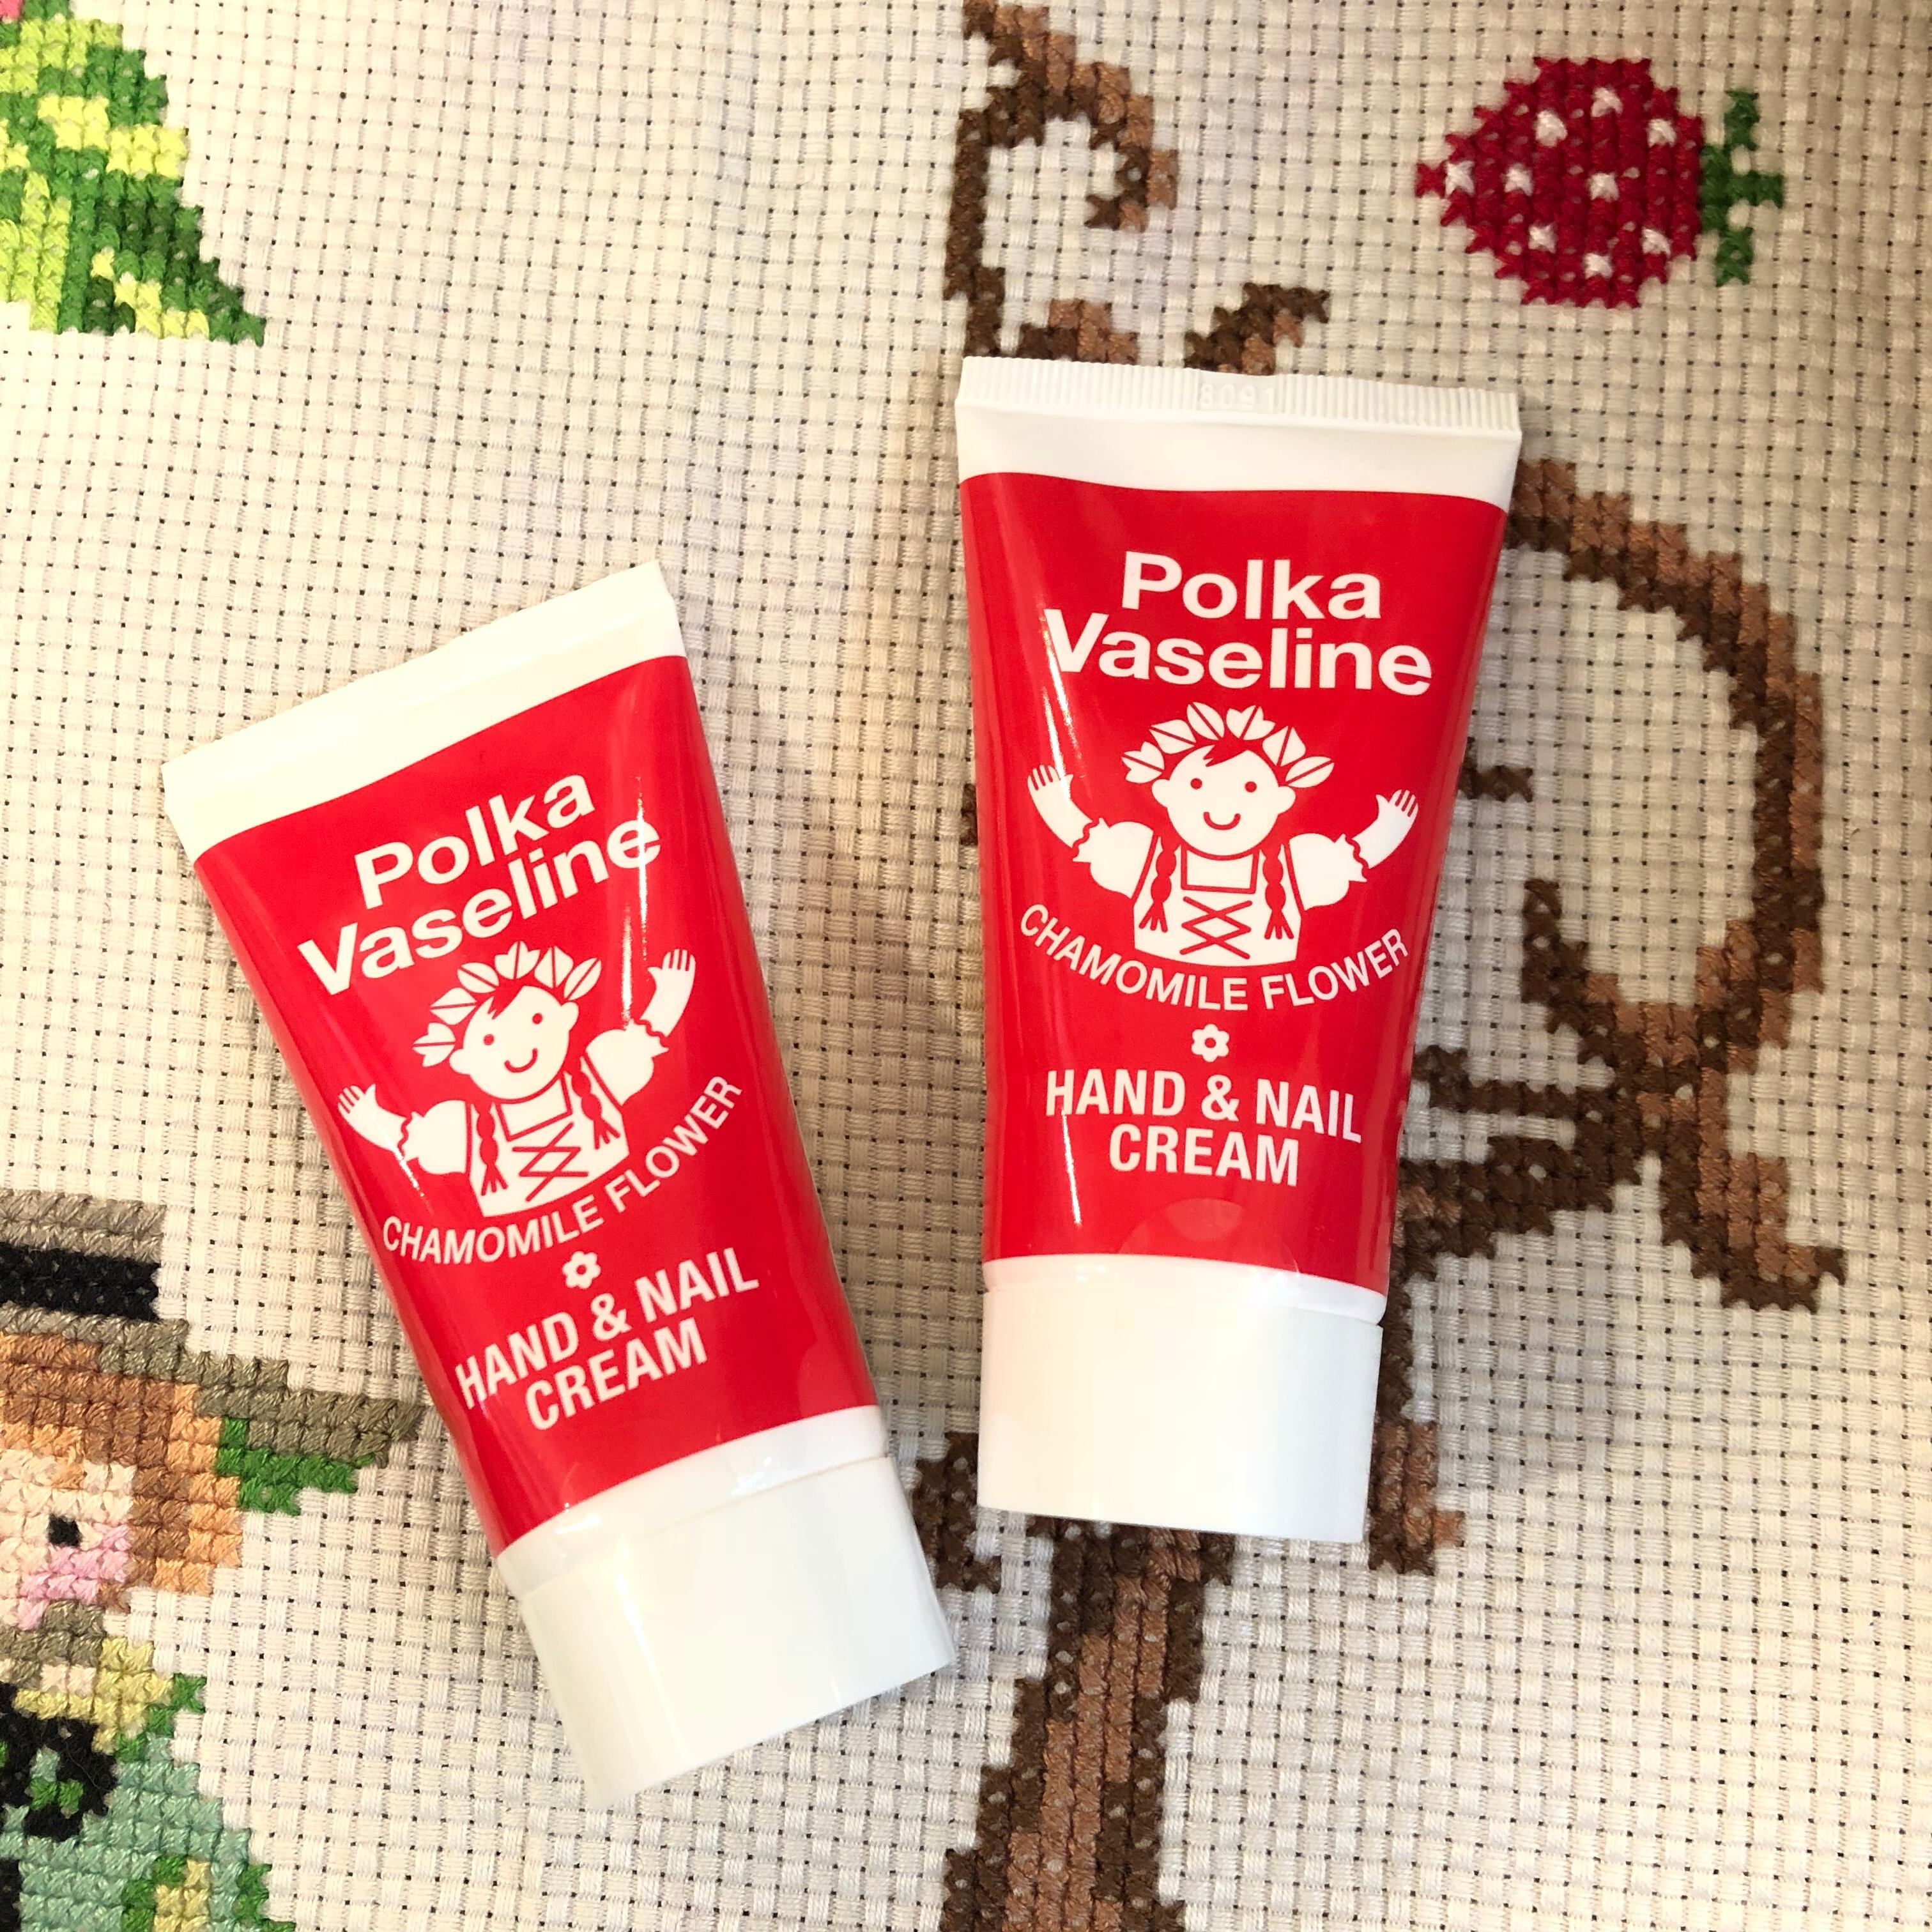 Polka
Vaseline
CHAMOMILE FLOWER
HAND & NAIL
CREAM
Polka
Vaseline
CHAMOMILE FLOWER
HAND & NAIL
CREAM